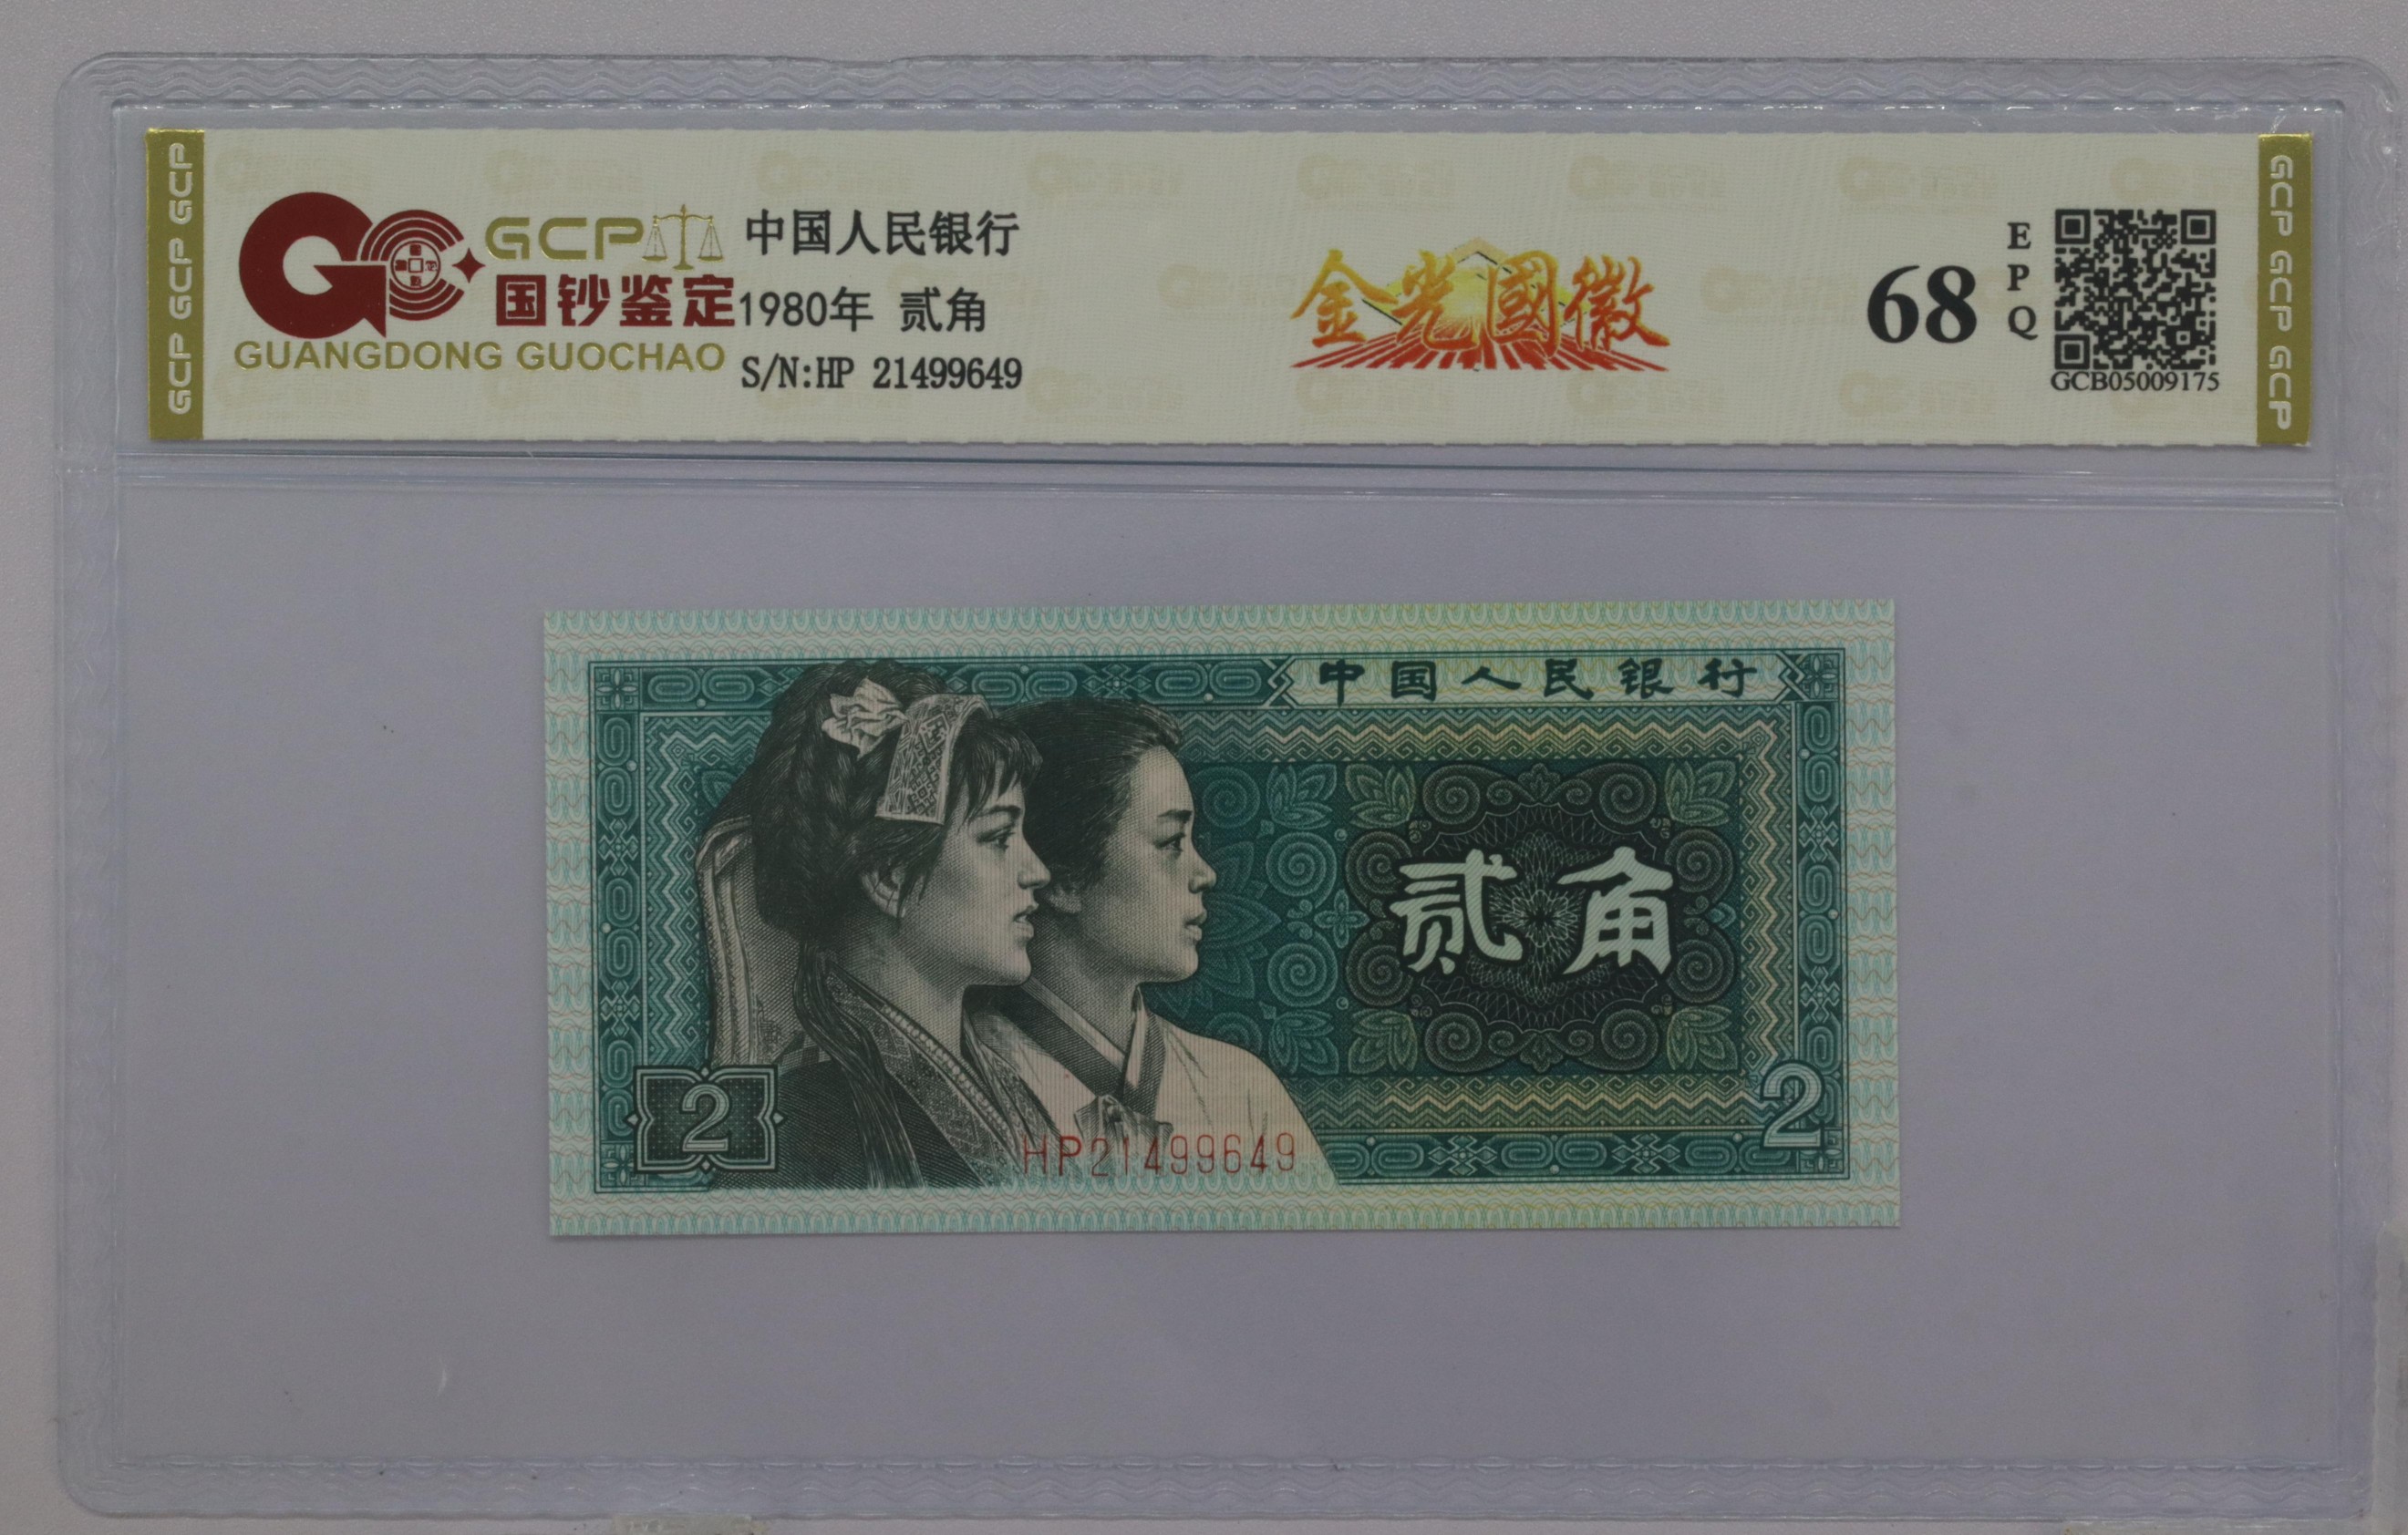 GCP GCP GCP
GCP
国钞鉴定
GUANGDONG GUOCHAO
中国人民银行
1980年 贰角
S/N:HP 21499649
金光國徽
68
E
P
Q
GCB05009175
GCP GCP GCP
中国人民银行
贰角
2
2
HP21499649